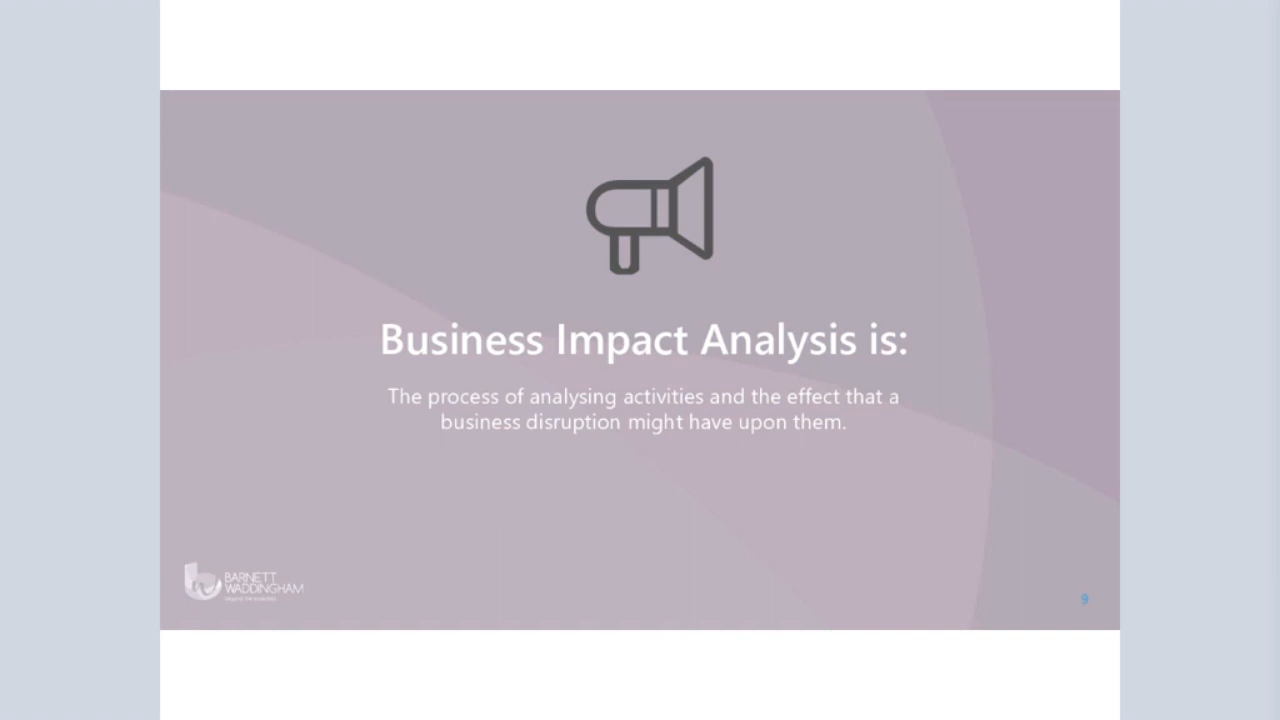 Business Impact Analysis is:
The process of analysing activities and the effect that a
business disruption might have upon them.
BARNETT
WADDINGHAM
9